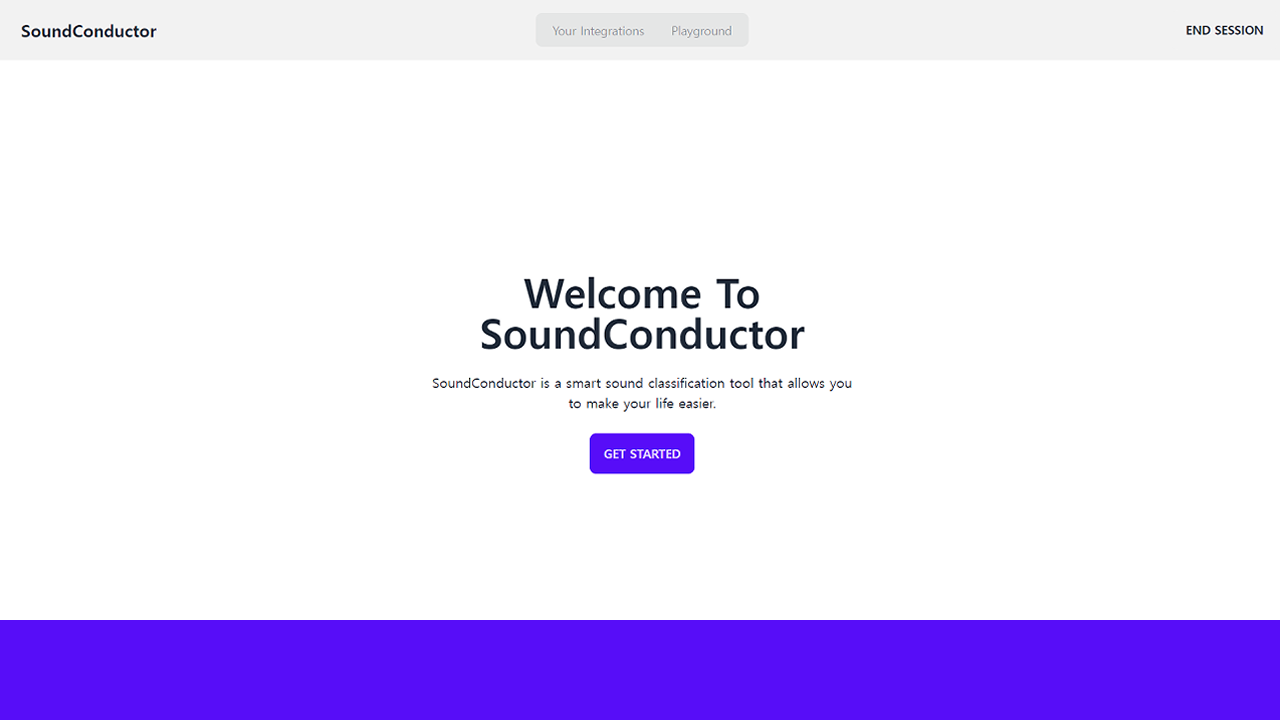 SoundConductor
Your Integrations
Playground
END SESSION
Welcome To
SoundConductor
SoundConductor is a smart sound classification tool that allows you
to make your life easier.
GET STARTED